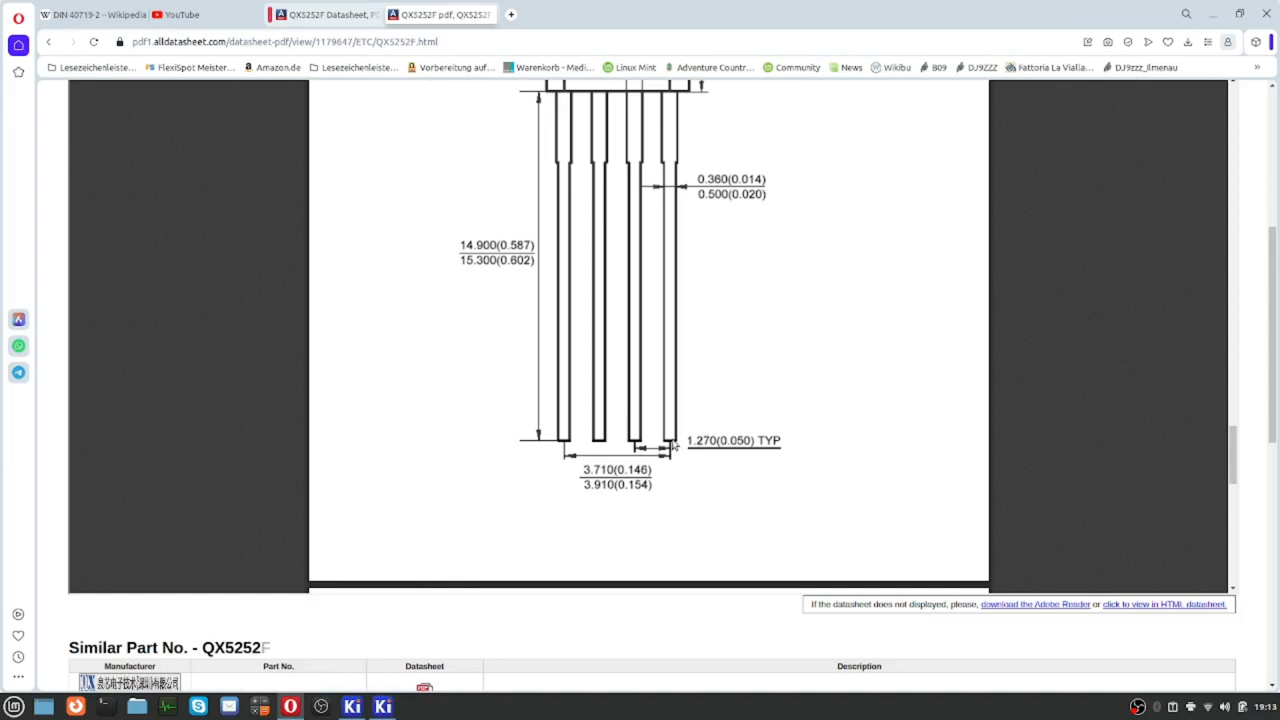 DIN 40719-2 – Wikipedia
YouTube
QX5252F Datasheet, P
QX5252F pdf, QX5252F
pdf1.alldatasheet.com/datasheet-pdf/view/1179647/ETC/QX5252F.html
Lesezeichenleiste...
FlexiSpot Meister...
Amazon.de
Lesezeichenleiste...
Vorbereitung auf...
Warenkorb - Medi...
Linux Mint
Adventure Countr...
Community
News
Wikibu
B09
DJ9ZZZ
Fattoria La Vialla...
DJ9zzz_Ilmenau
0.360(0.014)
0.500(0.020)
14.900(0.587)
15.300(0.602)
1.270(0.050) TYP
3.710(0.146)
3.910(0.154)
If the datasheet does not displayed, please, download the Adobe Reader or click to view in HTML datasheet.
Similar Part No. - QX5252F
Manufacturer
Part No.
Datasheet
Description
19:13